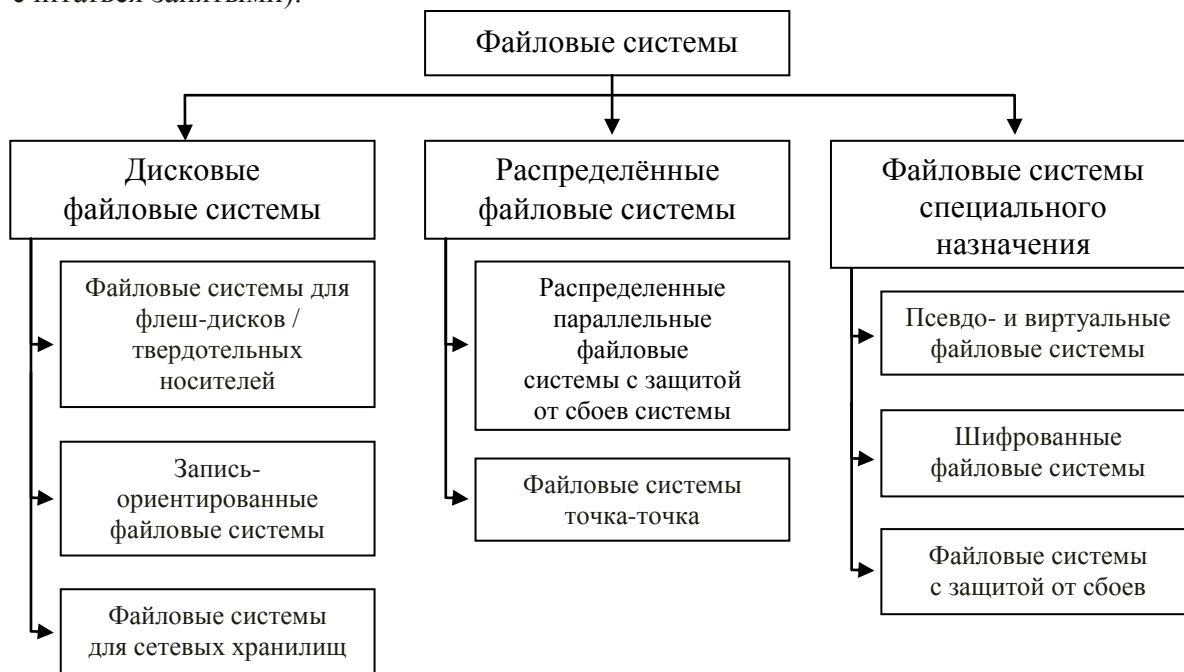 считаться занятыми).
Файловые системы
Дисковые
файловые системы
Файловые системы для
флеш-дисков /
твердотельных
носителей
Запись-
ориентированные
файловые системы
Файловые системы
для сетевых хранилищ
Распределённые
файловые системы
Распределенные
параллельные
файловые
системы с защитой
от сбоев системы
Файловые системы
точка-точка
Файловые системы
специального
назначения
Псевдо- и виртуальные
файловые системы
Шифрованные
файловые системы
Файловые системы
с защитой от сбоев